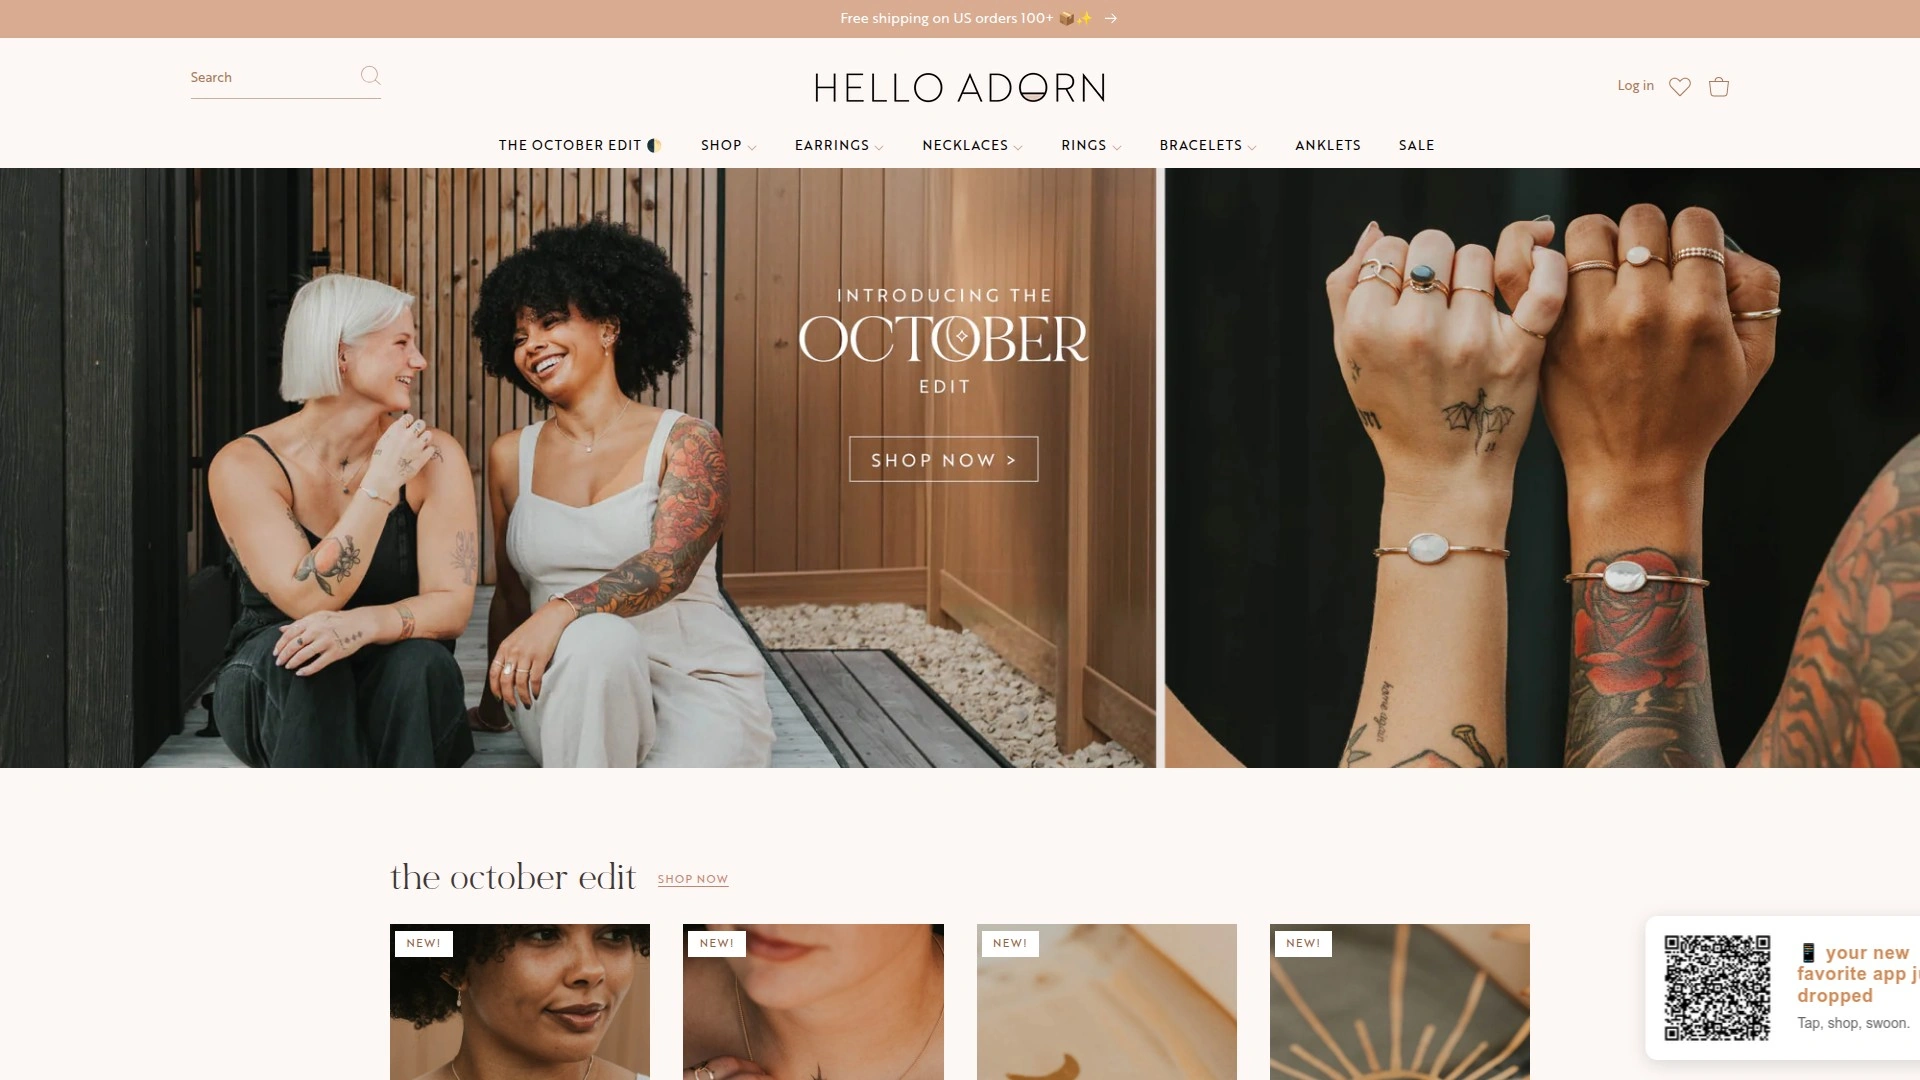 Free shipping on US orders 100+ 📦✨ →
Search
HELLO ADORN
Log in
THE OCTOBER EDIT 🌓
SHOP
EARRINGS
NECKLACES
RINGS
BRACELETS
ANKLETS
SALE
INTRODUCING THE
OCTOBER
EDIT
SHOP NOW >
home again
the october edit
SHOP NOW
NEW!
NEW!
NEW!
NEW!
📱 your new
favorite app
dropped
Tap, shop, swoon.